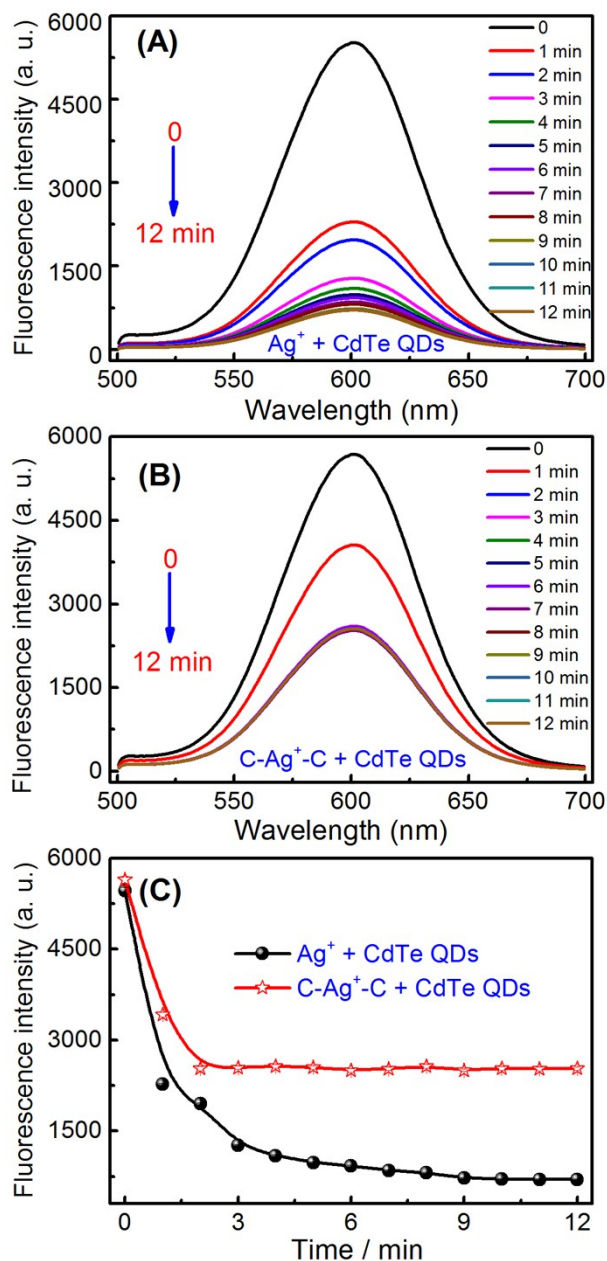 (A)
Fluorescence intensity (a. u.)
6000
4500
3000
1500
0
0
12 min
0
1 min
2 min
3 min
4 min
5 min
6 min
7 min
8 min
9 min
10 min
11 min
12 min
Ag⁺ + CdTe QDs
500 550 600 650 700
Wavelength (nm)
(B)
Fluorescence intensity (a. u.)
6000
4500
3000
1500
0
0
12 min
0
1 min
2 min
3 min
4 min
5 min
6 min
7 min
8 min
9 min
10 min
11 min
12 min
C-Ag⁺-C + CdTe QDs
500 550 600 650 700
Wavelength (nm)
(C)
Fluorescence intensity (a. u.)
6000
4500
3000
1500
Ag⁺ + CdTe QDs
C-Ag⁺-C + CdTe QDs
0 3 6 9 12
Time / min